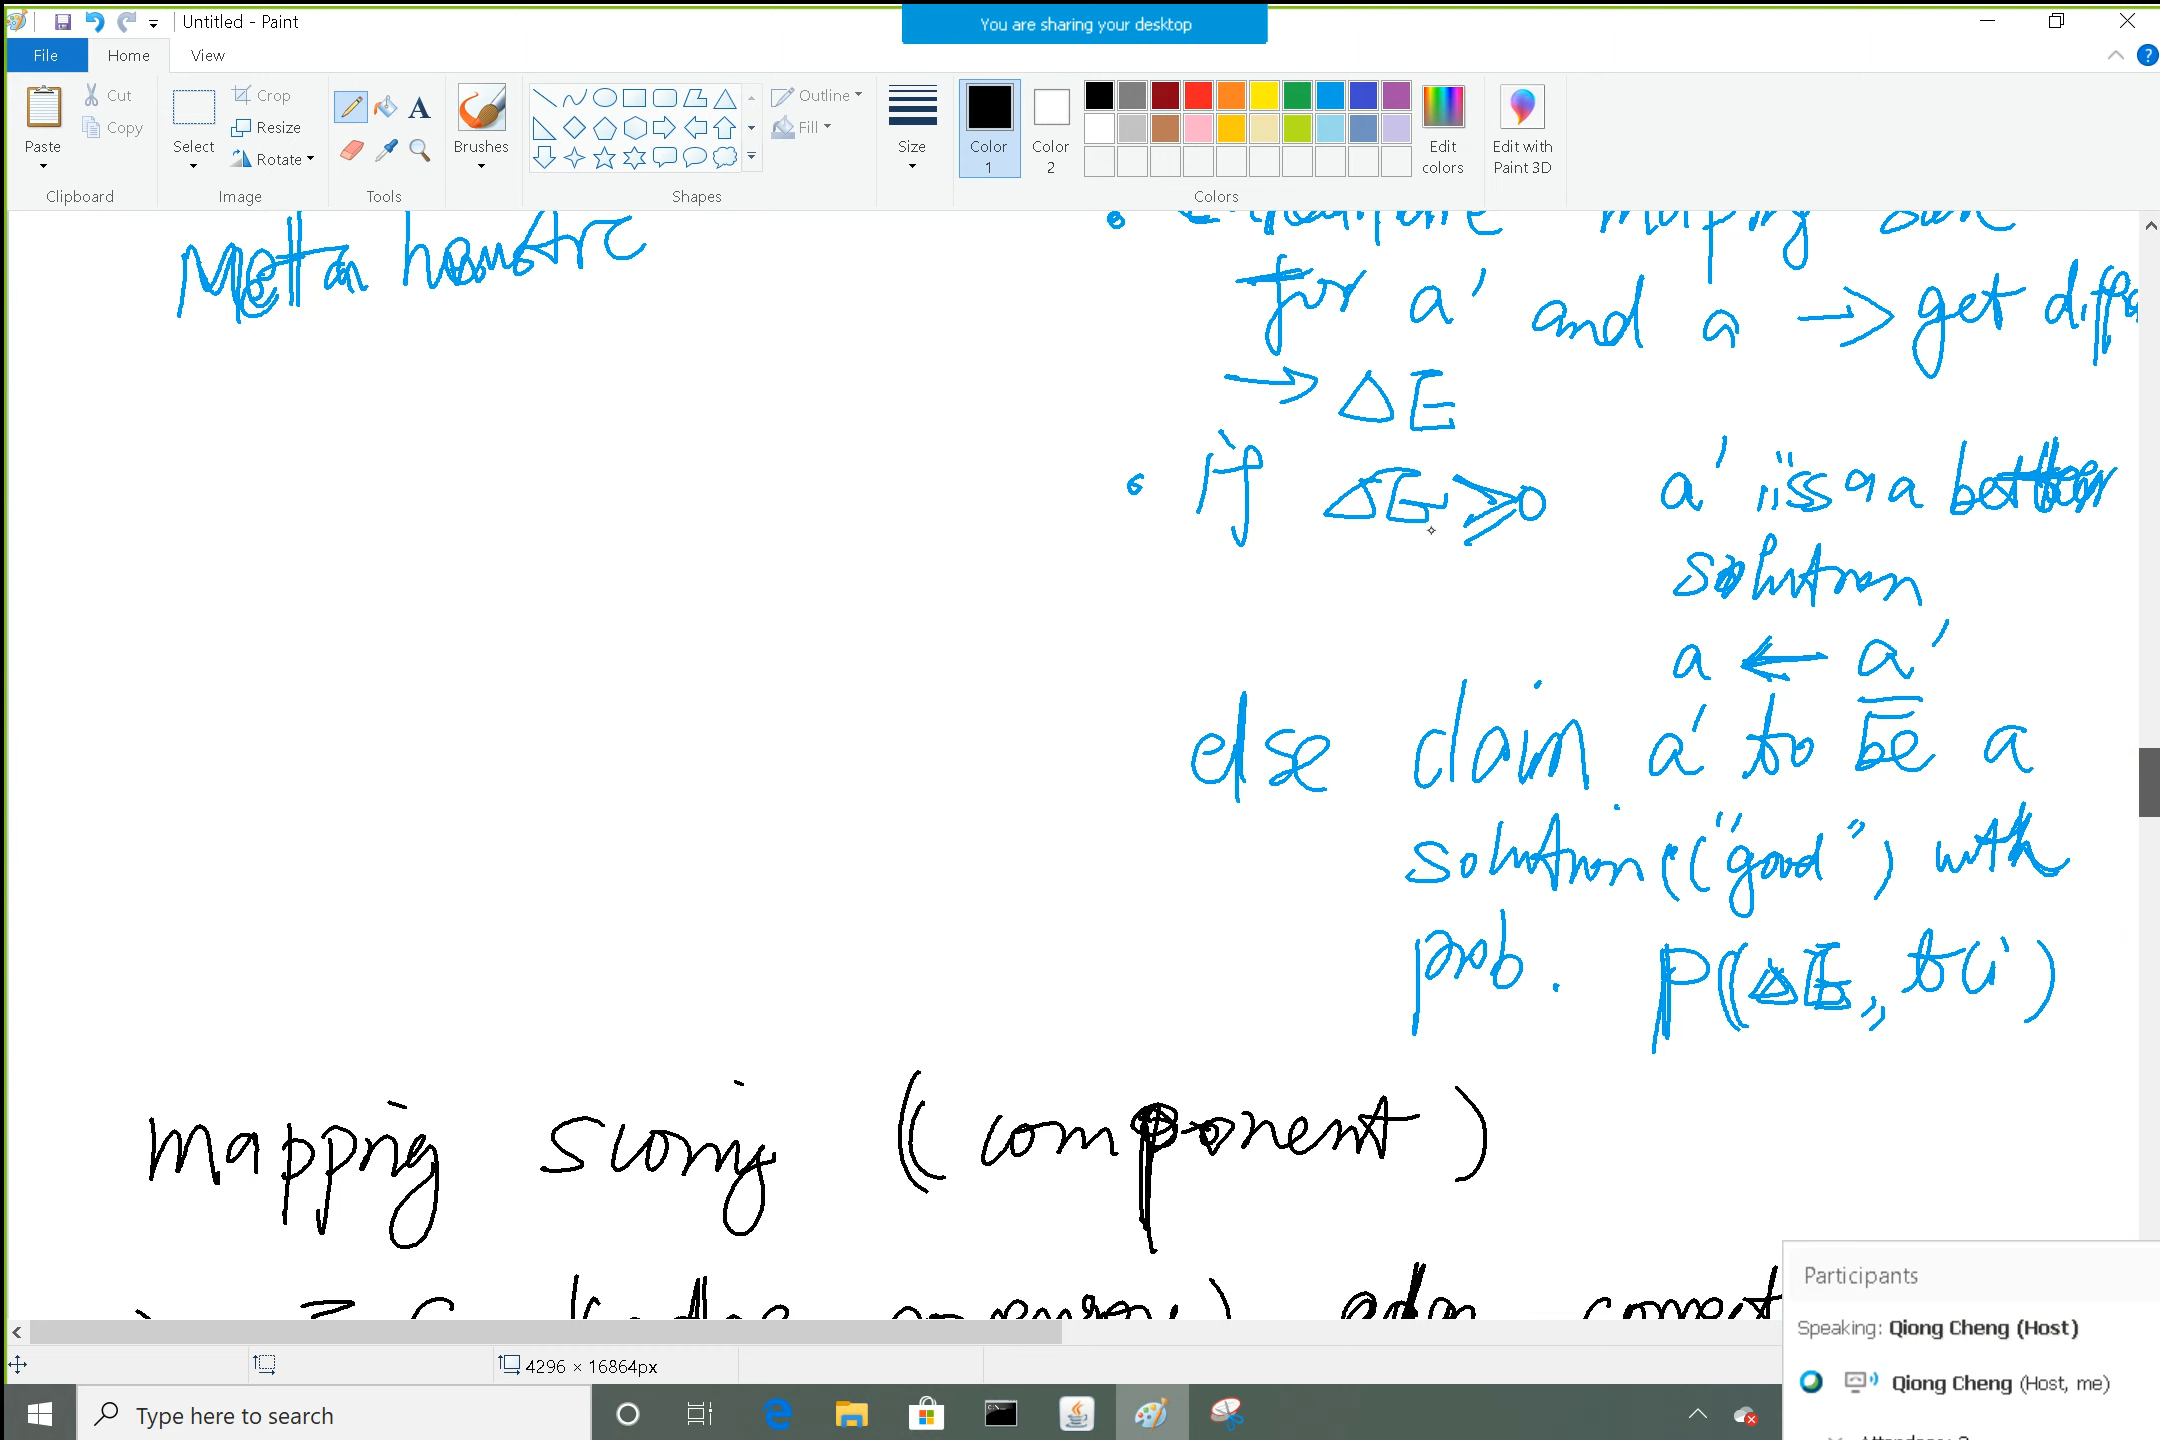 Untitled - Paint
You are sharing your desktop
File Home View
Cut
Copy
Paste
Clipboard
Crop
Resize
Rotate
Select
Image
Tools
Brushes
Shapes
Outline
Fill
Size
Color 1
Color 2
Edit colors
Edit with Paint 3D
Colors
mapping
for a' and a → get
→ ΔE
• if ΔE ≥ 0 a' is a better
solution
a ← a'
else claim a' to be a
solution ("good") with
prob. P(ΔE, t(i)
mapping scoring (component)
Participants
Speaking: Qiong Cheng (Host)
Qiong Cheng (Host, me)
4296 × 16864px
Type here to search